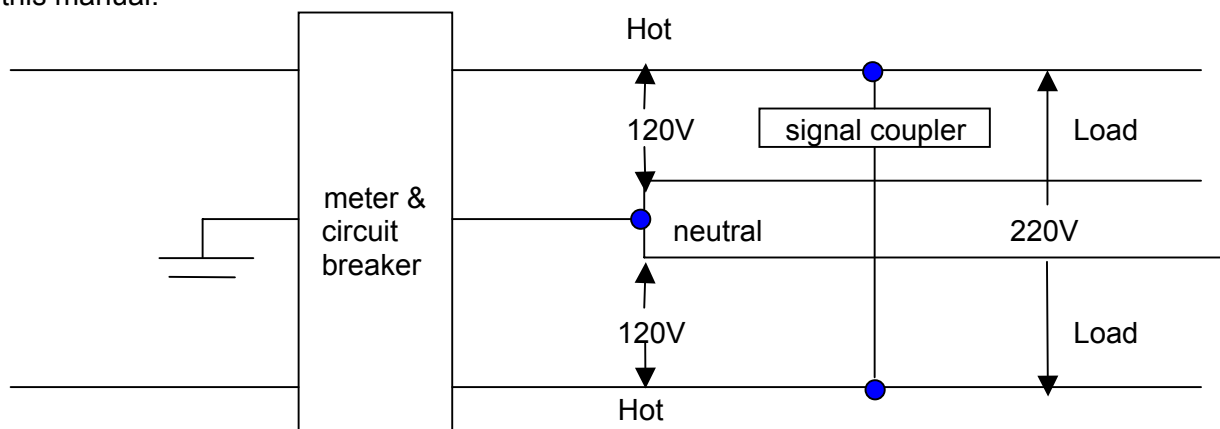 this manual.
Hot
120V
signal coupler
Load
meter &
circuit
breaker
neutral
220V
120V
Load
Hot